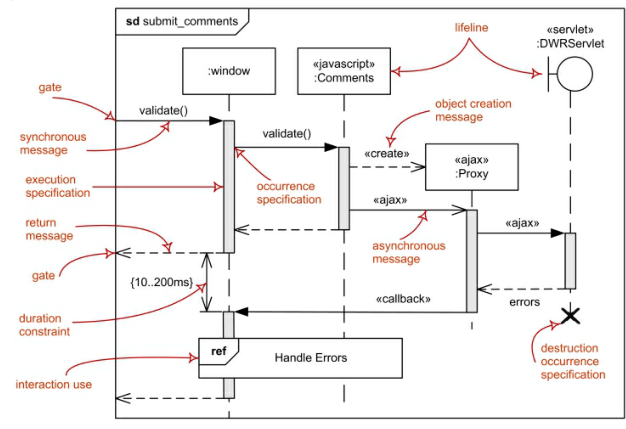 sd submit_comments
:window
«javascript»
:Comments
lifeline
«servlet»
:DWRServlet
gate
validate()
synchronous
message
validate()
object creation
message
«create»
«ajax»
:Proxy
execution
specification
occurrence
specification
return
message
«ajax»
asynchronous
message
«ajax»
gate
{10..200ms}
«callback»
errors
duration
constraint
ref
Handle Errors
destruction
occurrence
specification
interaction use